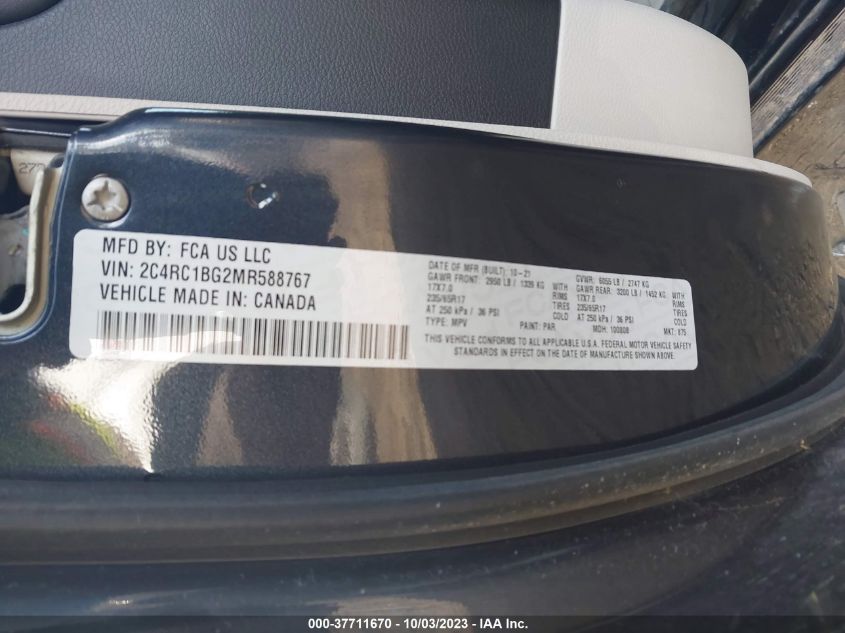 MFD BY: FCA US LLC
VIN: 2C4RC1BG2MR588767
VEHICLE MADE IN: CANADA
DATE OF MFR (BUILT): 10-21 GVWR: 6055 LB / 2747 KG
GAWR FRONT: 2950 LB / 1339 KG WITH GAWR REAR: 3200 LB / 1452 KG WITH
17X7.0 RIMS 17X7.0 RIMS
235/65R17 TIRES 235/65R17 TIRES
AT 250 kPa / 36 PSI COLD AT 250 kPa / 36 PSI COLD
TYPE: MPV PAINT: PAR MDH: 100808 MKT: 875
THIS VEHICLE CONFORMS TO ALL APPLICABLE U.S.A. FEDERAL MOTOR VEHICLE SAFETY
STANDARDS IN EFFECT ON THE DATE OF MANUFACTURE SHOWN ABOVE.
000-37711670 - 10/03/2023 - IAA Inc.